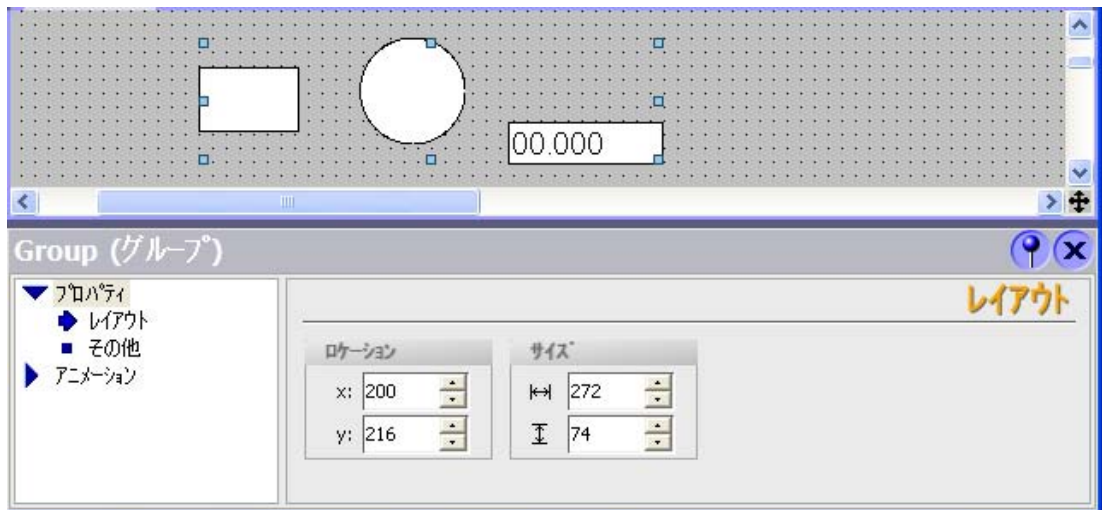 00.000
Group (グループ)
プロパティ
レイアウト
その他
アニメーション
レイアウト
ロケーション
サイズ
x: 200
272
y: 216
74